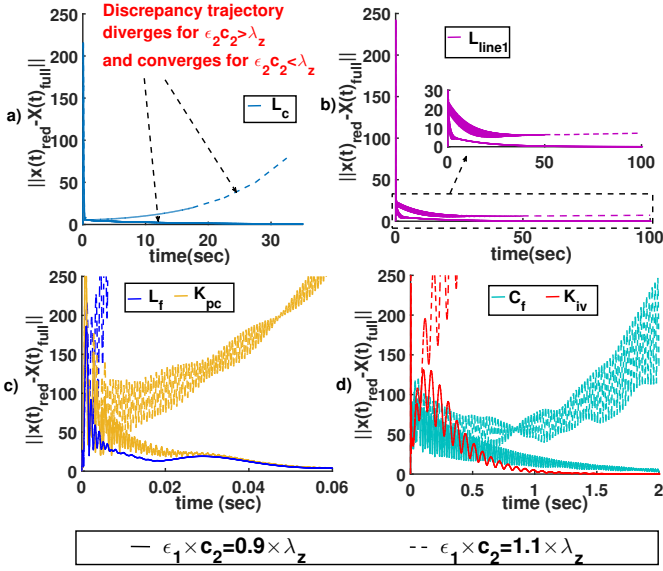 a)
||x(t)red-X(t)full||
250
200
150
100
50
0
0 10 20 30
time(sec)
Discrepancy trajectory
diverges for ϵ2c2>λz
and converges for ϵ2c2<λz
Lc
b)
||x(t)red-X(t)full||
250
200
150
100
50
0
0 50 100
time(sec)
Lline1
30
20
10
0
0 50 100
c)
||x(t)red-X(t)full||
250
200
150
100
50
0
0 0.02 0.04 0.06
time (sec)
Lf Kpc
d)
||x(t)red-X(t)full||
250
200
150
100
50
0
0 0.5 1 1.5 2
time (sec)
Cf Kiv
ϵ1×c2=0.9×λz ϵ1×c2=1.1×λz